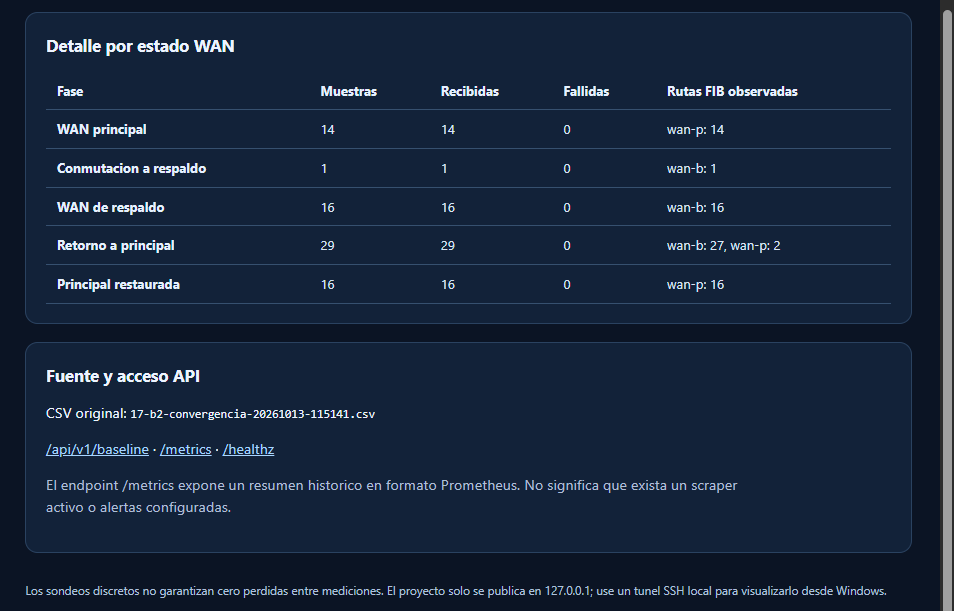 Detalle por estado WAN
Fase Muestras Recibidas Fallidas Rutas FIB observadas
WAN principal 14 14 0 wan-p: 14
Conmutacion a respaldo 1 1 0 wan-b: 1
WAN de respaldo 16 16 0 wan-b: 16
Retorno a principal 29 29 0 wan-b: 27, wan-p: 2
Principal restaurada 16 16 0 wan-p: 16
Fuente y acceso API
CSV original: 17-b2-convergencia-20261013-115141.csv
/api/v1/baseline · /metrics · /healthz
El endpoint /metrics expone un resumen historico en formato Prometheus. No significa que exista un scraper
activo o alertas configuradas.
Los sondeos discretos no garantizan cero perdidas entre mediciones. El proyecto solo se publica en 127.0.0.1; use un tunel SSH local para visualizarlo desde Windows.